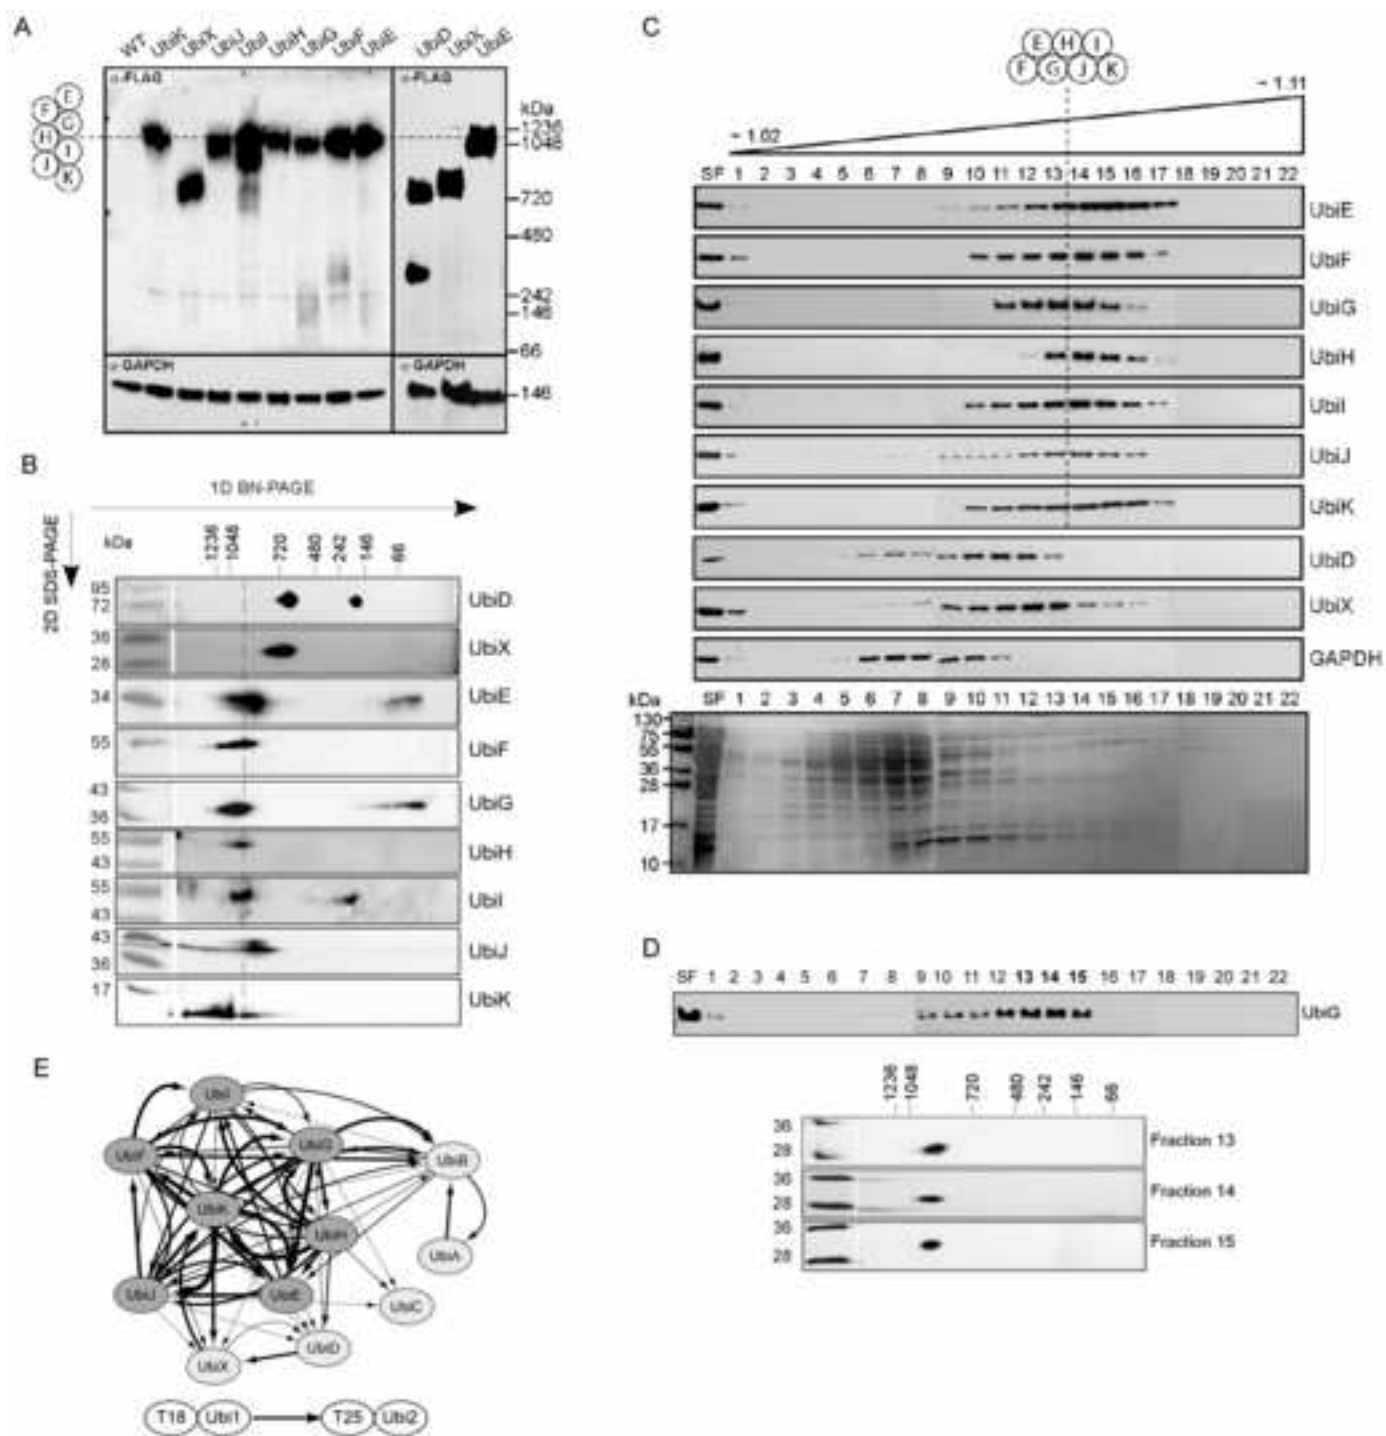 A
WT UbiK UbiX UbiJ UbiI UbiH UbiG UbiF UbiE UbiD UbiX UbiE
α-FLAG α-FLAG
kDa
F E
H G
J I
K
1236
1048
720
480
242
146
66
α-GAPDH α-GAPDH
146
B
1D BN-PAGE
2D SDS-PAGE
kDa 1236 1048 720 480 242 146 66
95
72
UbiD
36
28
UbiX
34
UbiE
55
UbiF
43
36
UbiG
55
43
UbiH
55
43
UbiI
43
36
UbiJ
17
UbiK
C
E H I
F G J K
~ 1.02
~ 1.11
SF 1 2 3 4 5 6 7 8 9 10 11 12 13 14 15 16 17 18 19 20 21 22
UbiE
UbiF
UbiG
UbiH
UbiI
UbiJ
UbiK
UbiD
UbiX
GAPDH
kDa SF 1 2 3 4 5 6 7 8 9 10 11 12 13 14 15 16 17 18 19 20 21 22
130
55
36
28
17
10
D
SF 1 2 3 4 5 6 7 8 9 10 11 12 13 14 15 16 17 18 19 20 21 22
UbiG
1236 1048 720 480 242 146 66
36
28
Fraction 13
36
28
Fraction 14
36
28
Fraction 15
E
UbiI
UbiF
UbiG
UbiB
UbiK
UbiH
UbiA
UbiJ
UbiE
UbiC
UbiD
UbiX
T18 Ubi1 T25 Ubi2